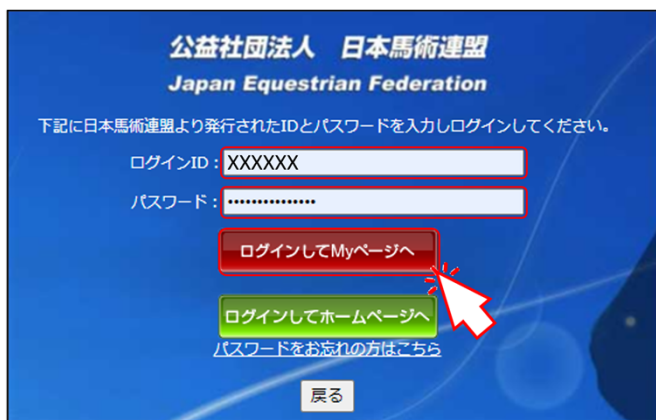 公益社団法人 日本馬術連盟
Japan Equestrian Federation
下記に日本馬術連盟より発行されたIDとパスワードを入力しログインしてください。
ログインID：XXXXXX
パスワード：•••••••••••••••
ログインしてMyページへ
ログインしてホームページへ
パスワードをお忘れの方はこちら
戻る